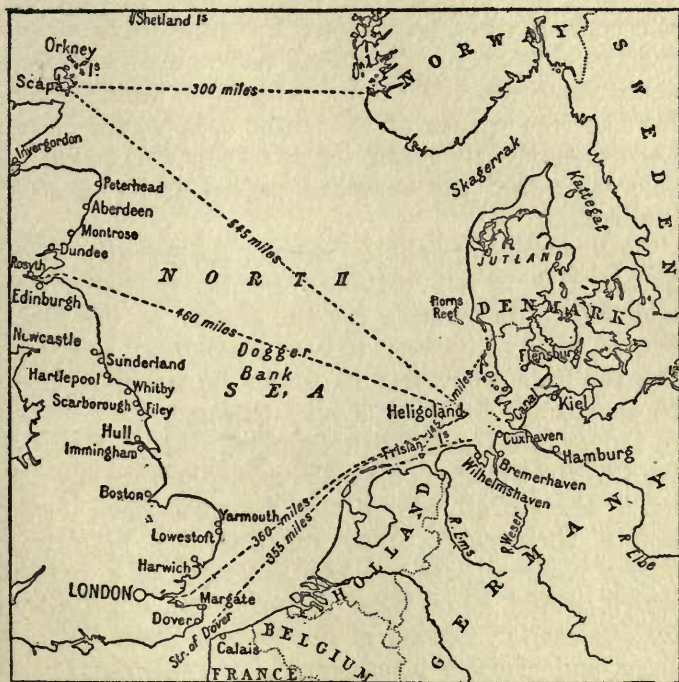 Shetland Is
Orkney
Is
Scapa
300 miles
NORWAY
SWEDEN
Invergordon
Skagerrak
Kattegat
Peterhead
Aberdeen
Montrose
Dundee
Rosyth
Edinburgh
545 miles
460 miles
NORTH
SEA
Dogger
Bank
JUTLAND
Horns
Reef
DENMARK
Flensburg
Newcastle
Sunderland
Hartlepool
Whitby
Scarborough
Filey
Hull
Immingham
miles
Heligoland
Canal
Kiel
Cuxhaven
Hamburg
Frisian
Is
Bremerhaven
Wilhelmshaven
Boston
Yarmouth
Lowestoft
Harwich
360 miles
355 miles
R. Ems
R. Weser
R. Elbe
HOLLAND
GERMANY
LONDON
Margate
Dover
Str. of Dover
Calais
BELGIUM
FRANCE